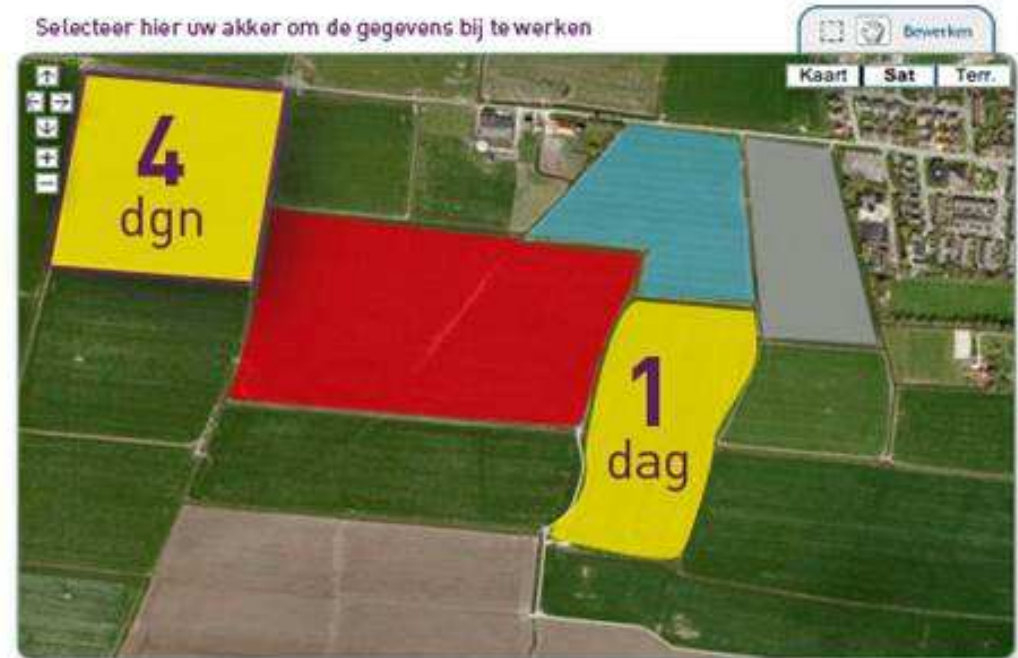 Selecteer hier uw akker om de gegevens bij te werken
Bewerken
Kaart Sat Terr.
4
dgn
1
dag